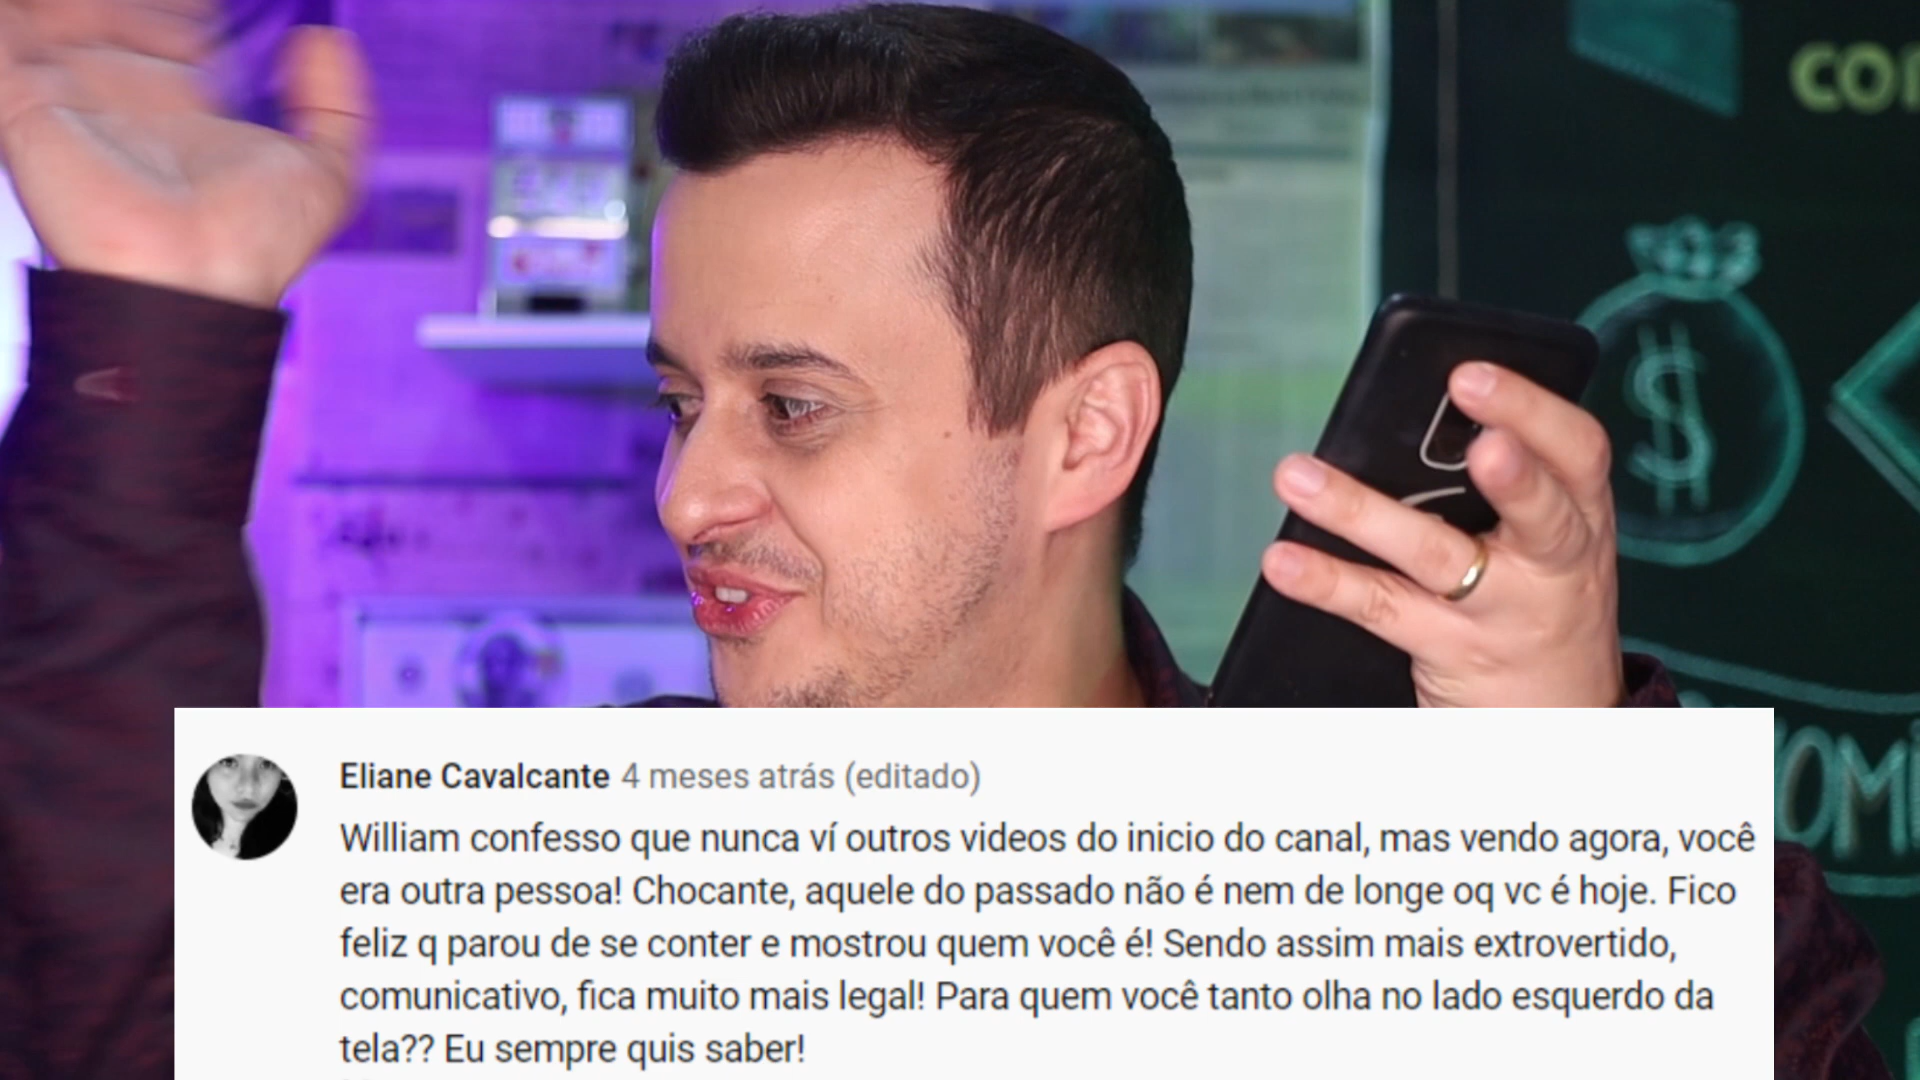 $
Eliane Cavalcante 4 meses atrás (editado)
William confesso que nunca ví outros videos do inicio do canal, mas vendo agora, você
era outra pessoa! Chocante, aquele do passado não é nem de longe oq vc é hoje. Fico
feliz q parou de se conter e mostrou quem você é! Sendo assim mais extrovertido,
comunicativo, fica muito mais legal! Para quem você tanto olha no lado esquerdo da
tela?? Eu sempre quis saber!